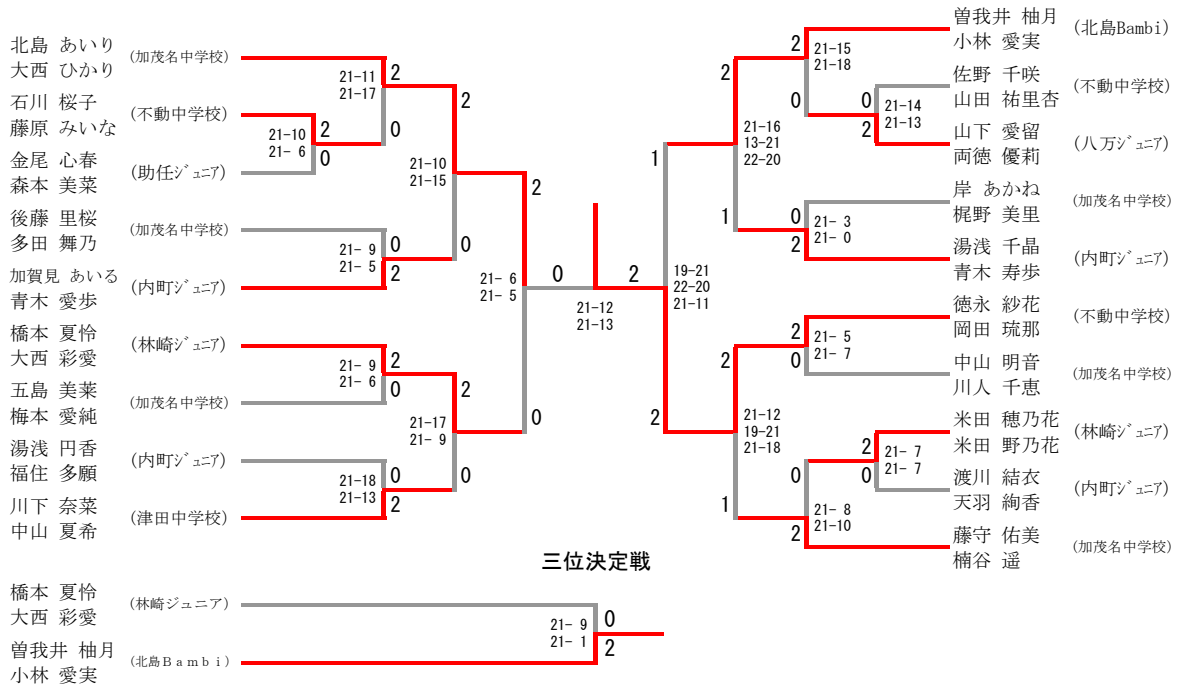 北島 あいり
大西 ひかり
(加茂名中学校)
2
21-11
21-17
石川 桜子
藤原 みいな
(不動中学校)
2
0
21-10
21- 6
0
金尾 心春
森本 美菜
(助任ジュニア)
2
21-10
21-15
後藤 里桜
多田 舞乃
(加茂名中学校)
0
21- 9
21- 5
2
0
加賀見 あいる
青木 愛歩
(内町ジュニア)
2
21- 6
21- 5
0
橋本 夏怜
大西 彩愛
(林崎ジュニア)
2
21- 9
21- 6
0
五島 美薬
梅本 愛純
(加茂名中学校)
2
21-17
21- 9
0
湯浅 円香
福住 多願
(内町ジュニア)
0
21-18
21-13
2
川下 奈菜
中山 夏希
(津田中学校)
0
0
2
21-12
21-13
曽我井 柚月
小林 愛実
(北島Bambi)
2
21-15
21-18
0
佐野 千咲
山田 祐里杏
(不動中学校)
0
21-14
21-13
2
山下 愛留
両徳 優莉
(八万ジュニア)
2
21-16
13-21
22-20
1
岸 あかね
梶野 美里
(加茂名中学校)
0
21- 3
21- 0
2
湯浅 千晶
青木 寿歩
(内町ジュニア)
1
19-21
22-20
21-11
2
徳永 紗花
岡田 琉那
(不動中学校)
2
21- 5
21- 7
0
中山 明音
川人 千恵
(加茂名中学校)
2
21-12
19-21
21-18
1
米田 穂乃花
米田 野乃花
(林崎ジュニア)
2
21- 7
21- 7
0
渡川 結衣
天羽 絢香
(内町ジュニア)
0
21- 8
21-10
2
藤守 佑美
楠谷 遥
(加茂名中学校)
三位決定戦
橋本 夏怜
大西 彩愛
(林崎ジュニア)
0
21- 9
21- 1
2
曽我井 柚月
小林 愛実
(北島Ｂａｍｂｉ)